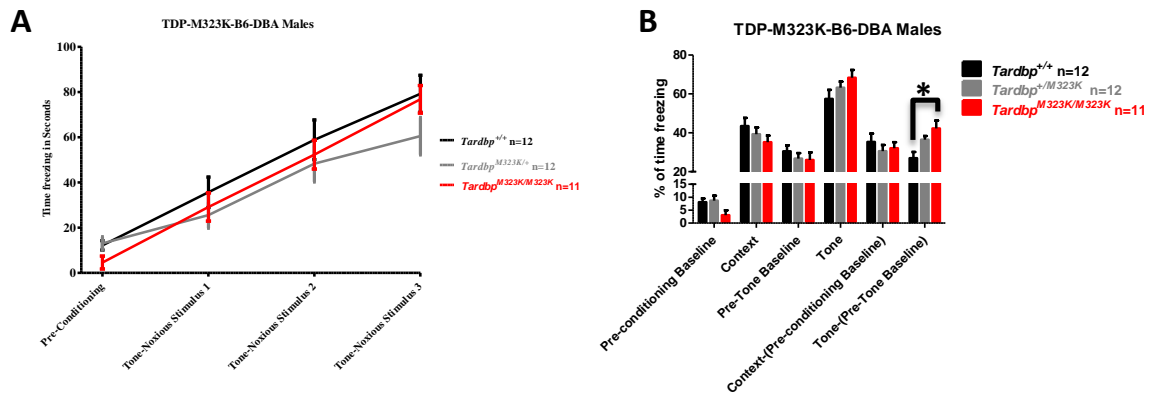 A
TDP-M323K-B6-DBA Males
Time freezing in Seconds
100
80
60
40
20
0
Pre-Conditioning
Tone-Noxious Stimulus 1
Tone-Noxious Stimulus 2
Tone-Noxious Stimulus 3
Tardbp+/+ n=12
TardbpM323K/+ n=12
TardbpM323K/M323K n=11
B
TDP-M323K-B6-DBA Males
% of time freezing
80
60
40
20
15
10
5
0
*
Pre-conditioning Baseline
Context
Pre-Tone Baseline
Tone
Context-(Pre-conditioning Baseline)
Tone-(Pre-Tone Baseline)
Tardbp+/+ n=12
Tardbp+/M323K n=12
TardbpM323K/M323K n=11